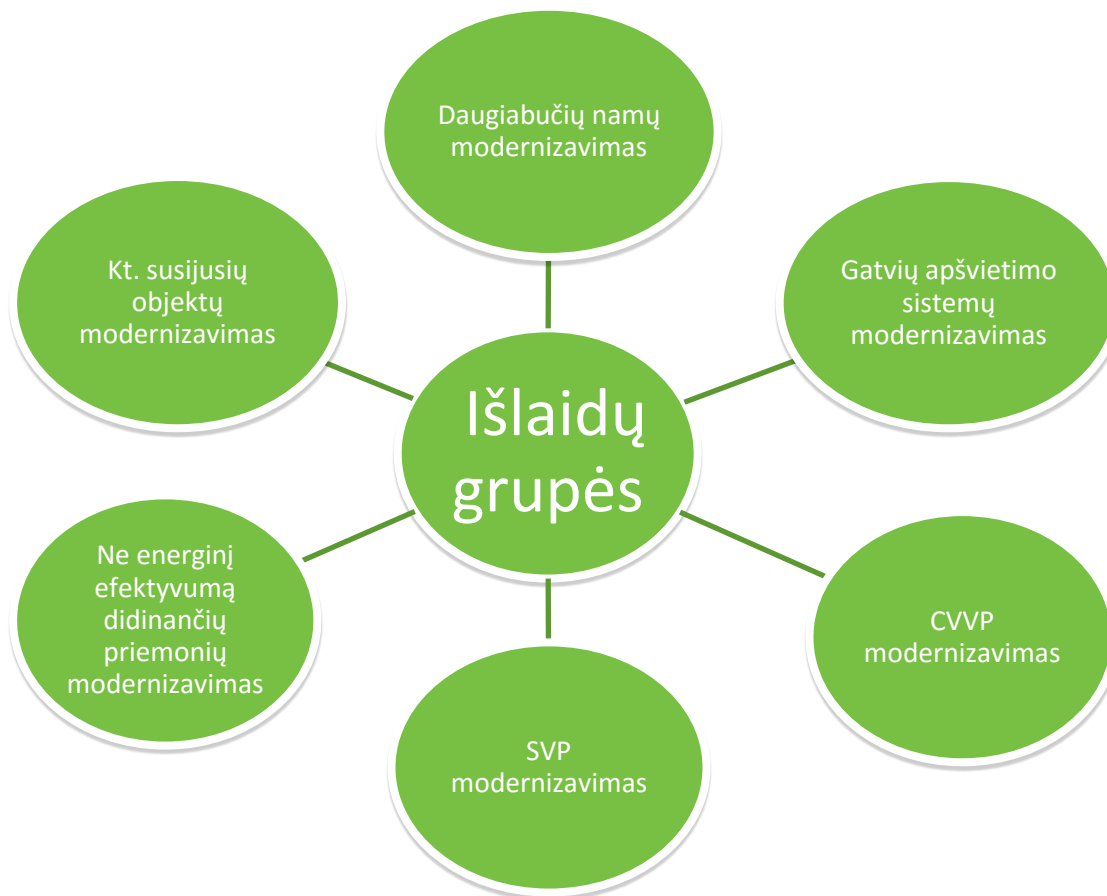 Daugiabučių namų
modernizavimas
Kt. susijusių
objektų
modernizavimas
Gatvių apšvietimo
sistemų
modernizavimas
Išlaidų
grupės
Ne energinį
efektyvumą
didinančių
priemonių
modernizavimas
CVVP
modernizavimas
SVP
modernizavimas